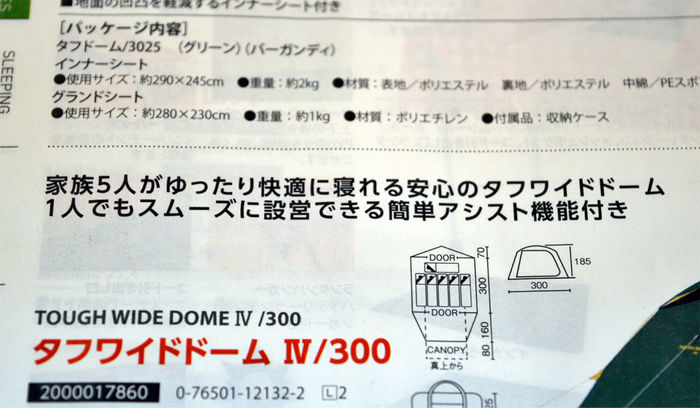 ■地面の凹凸を軽減するインナーシート付き
[パッケージ内容]
タフドーム/3025 (グリーン)(バーガンディ)
インナーシート
●使用サイズ：約290×245cm ●重量：約2kg ●材質：表地／ポリエステル 裏地／ポリエステル 中綿／PEスポ
グランドシート
●使用サイズ：約280×230cm ●重量：約1kg ●材質：ポリエチレン ●付属品：収納ケース
SLEEPING
家族5人がゆったり快適に寝れる安心のタフワイドドーム
1人でもスムーズに設営できる簡単アシスト機能付き
DOOR
70
300
DOOR
160
CANOPY
80
真上から
185
300
TOUGH WIDE DOME Ⅳ /300
タフワイドドーム Ⅳ/300
2000017860 0-76501-12132-2 L2